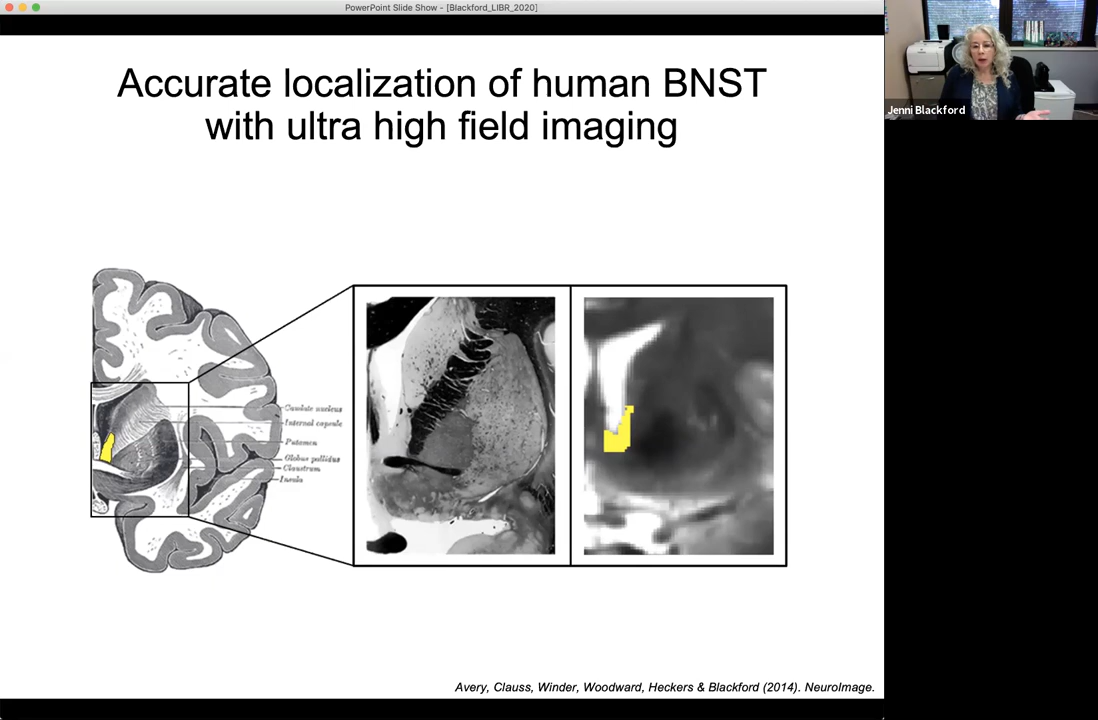 PowerPoint Slide Show - [Blackford_LIBR_2020]
Accurate localization of human BNST
with ultra high field imaging
Jenni Blackford
Caudate nucleus
Internal capsule
Putamen
Globus pallidus
Claustrum
Insula
Avery, Clauss, Winder, Woodward, Heckers & Blackford (2014). NeuroImage.